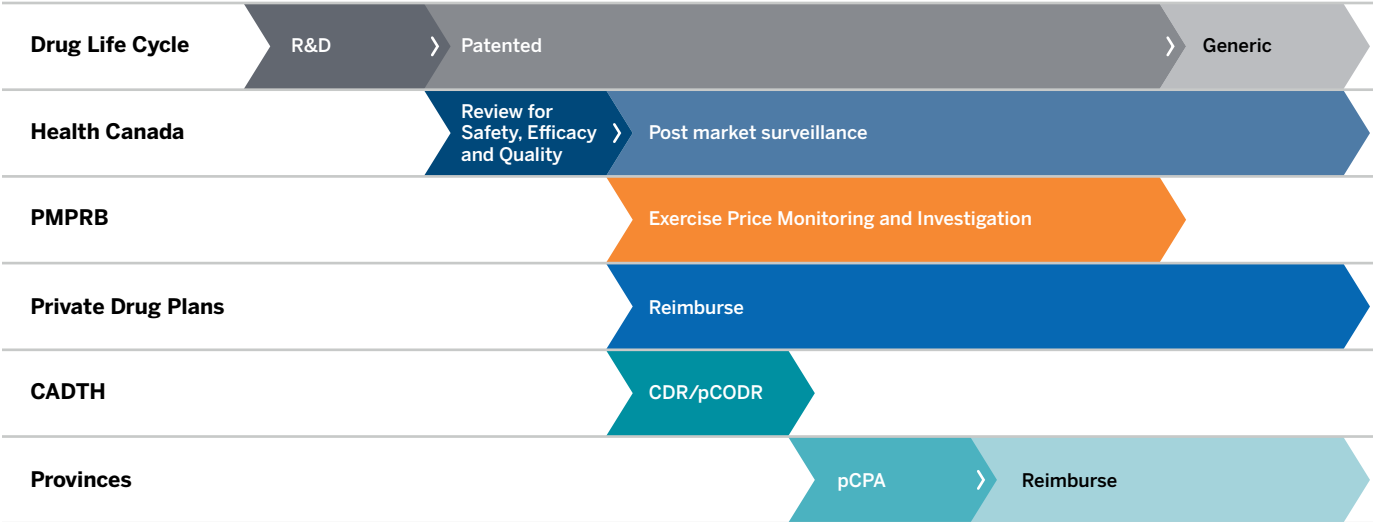 Drug Life Cycle
R&D
Patented
Generic
Health Canada
Review for
Safety, Efficacy
and Quality
Post market surveillance
PMPRB
Exercise Price Monitoring and Investigation
Private Drug Plans
Reimburse
CADTH
CDR/pCODR
Provinces
pCPA
Reimburse